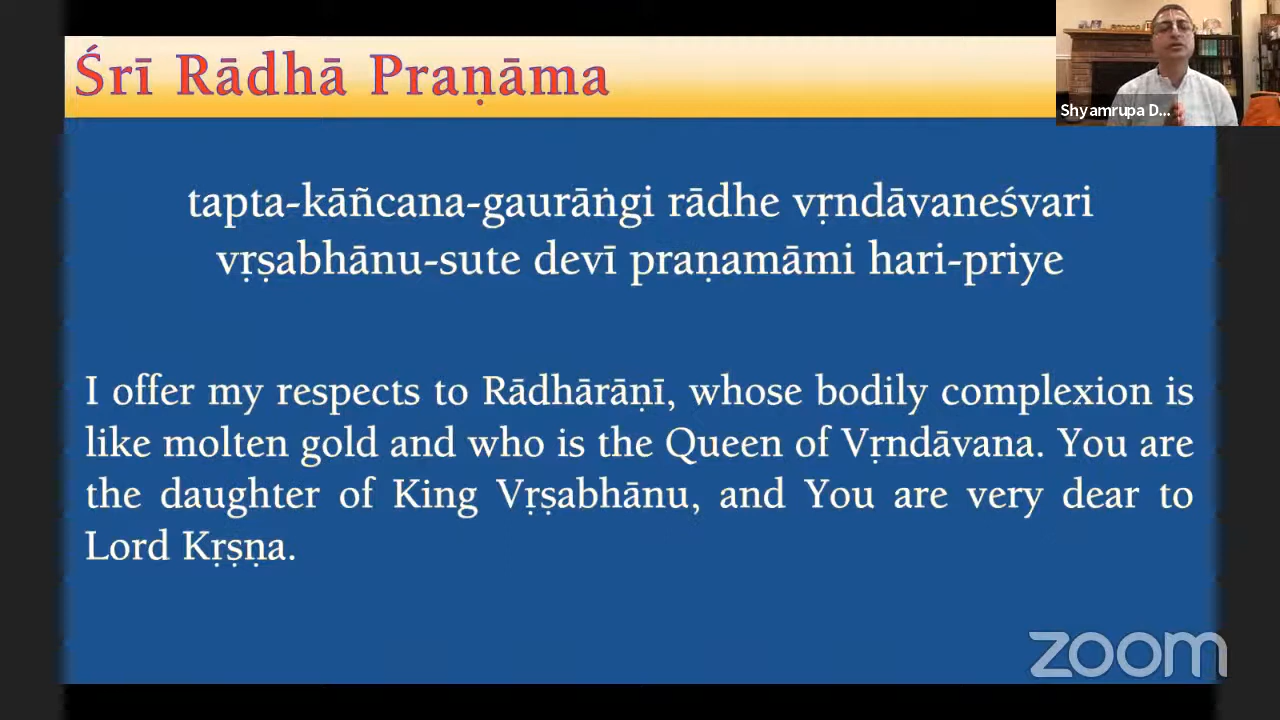 Śrī Rādhā Praṇāma
Shyamrupa D...
tapta-kāñcana-gaurāṅgi rādhe vṛndāvaneśvari
vṛṣabhānu-sute devī praṇamāmi hari-priye
I offer my respects to Rādhārāṇī, whose bodily complexion is
like molten gold and who is the Queen of Vṛndāvana. You are
the daughter of King Vṛṣabhānu, and You are very dear to
Lord Kṛṣṇa.
zoom